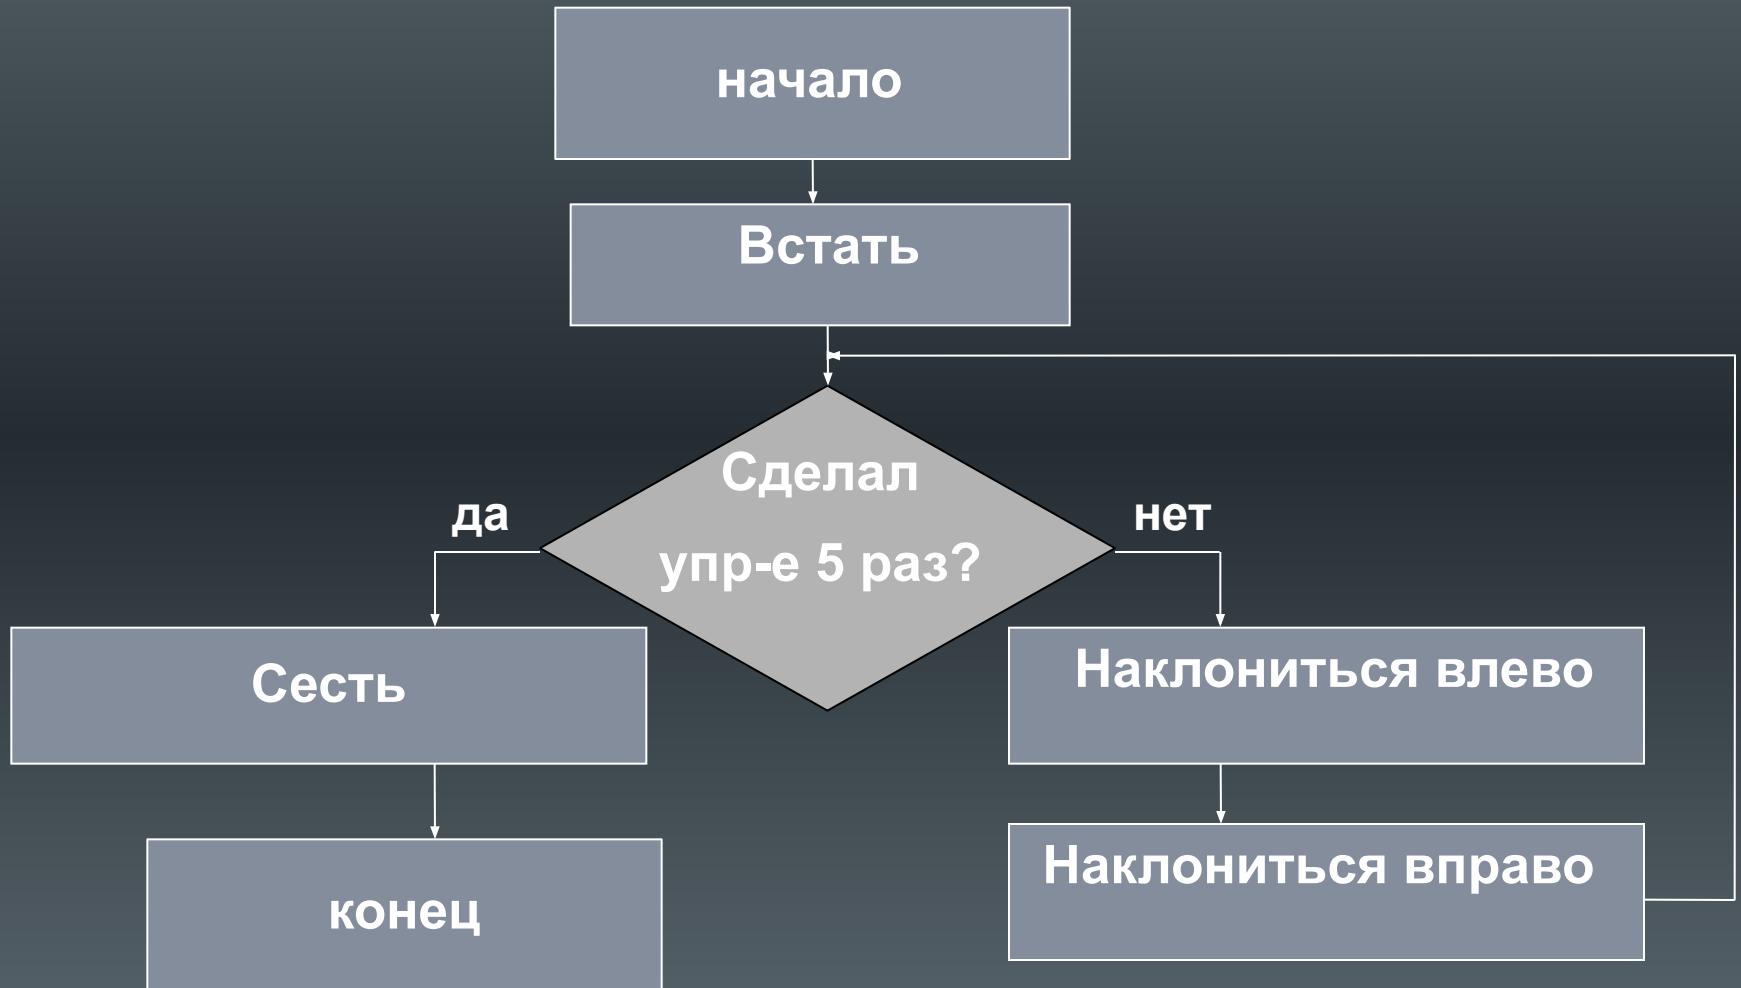 начало
Встать
Сделал
упр-е 5 раз?
да
нет
Сесть
Наклониться влево
Наклониться вправо
конец